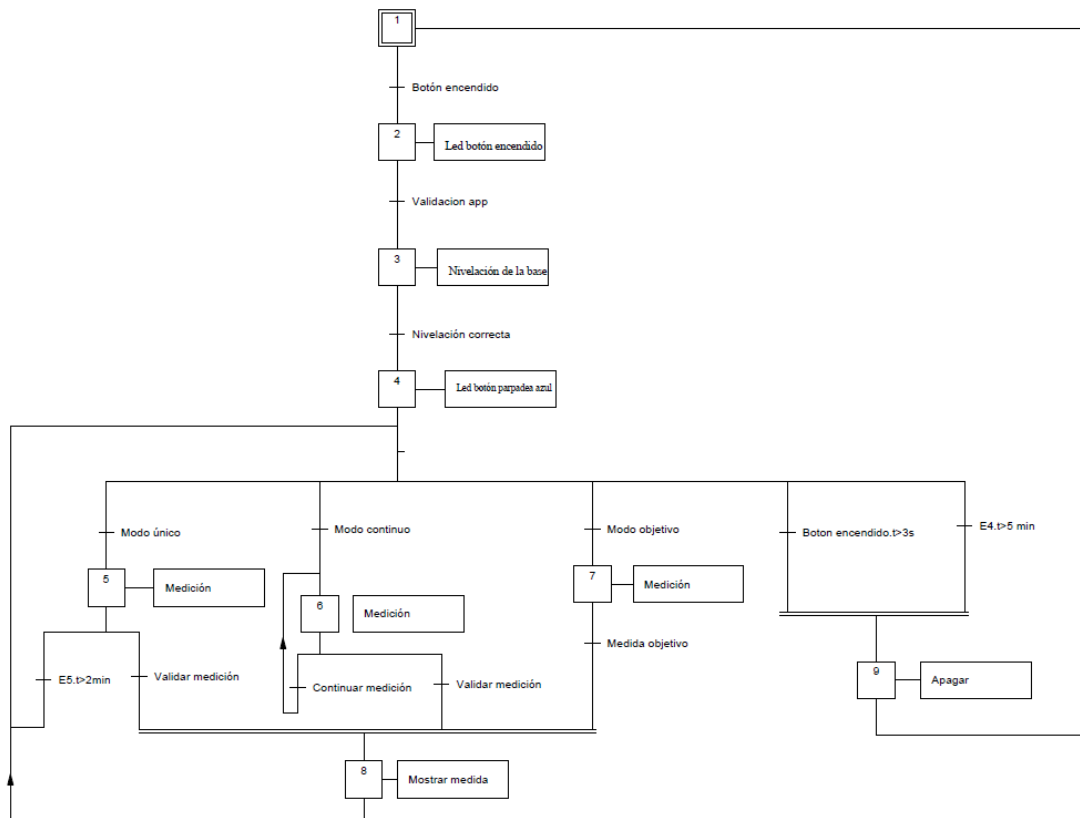 1
Botón encendido
2
Led botón encendido
Validacion app
3
Nivelación de la base
Nivelación correcta
4
Led botón parpadea azul
Modo único
Modo continuo
Modo objetivo
Boton encendido.t>3s
E4.t>5 min
5
Medición
6
Medición
7
Medición
E5.t>2min
Validar medición
Continuar medición
Validar medición
Medida objetivo
9
Apagar
8
Mostrar medida